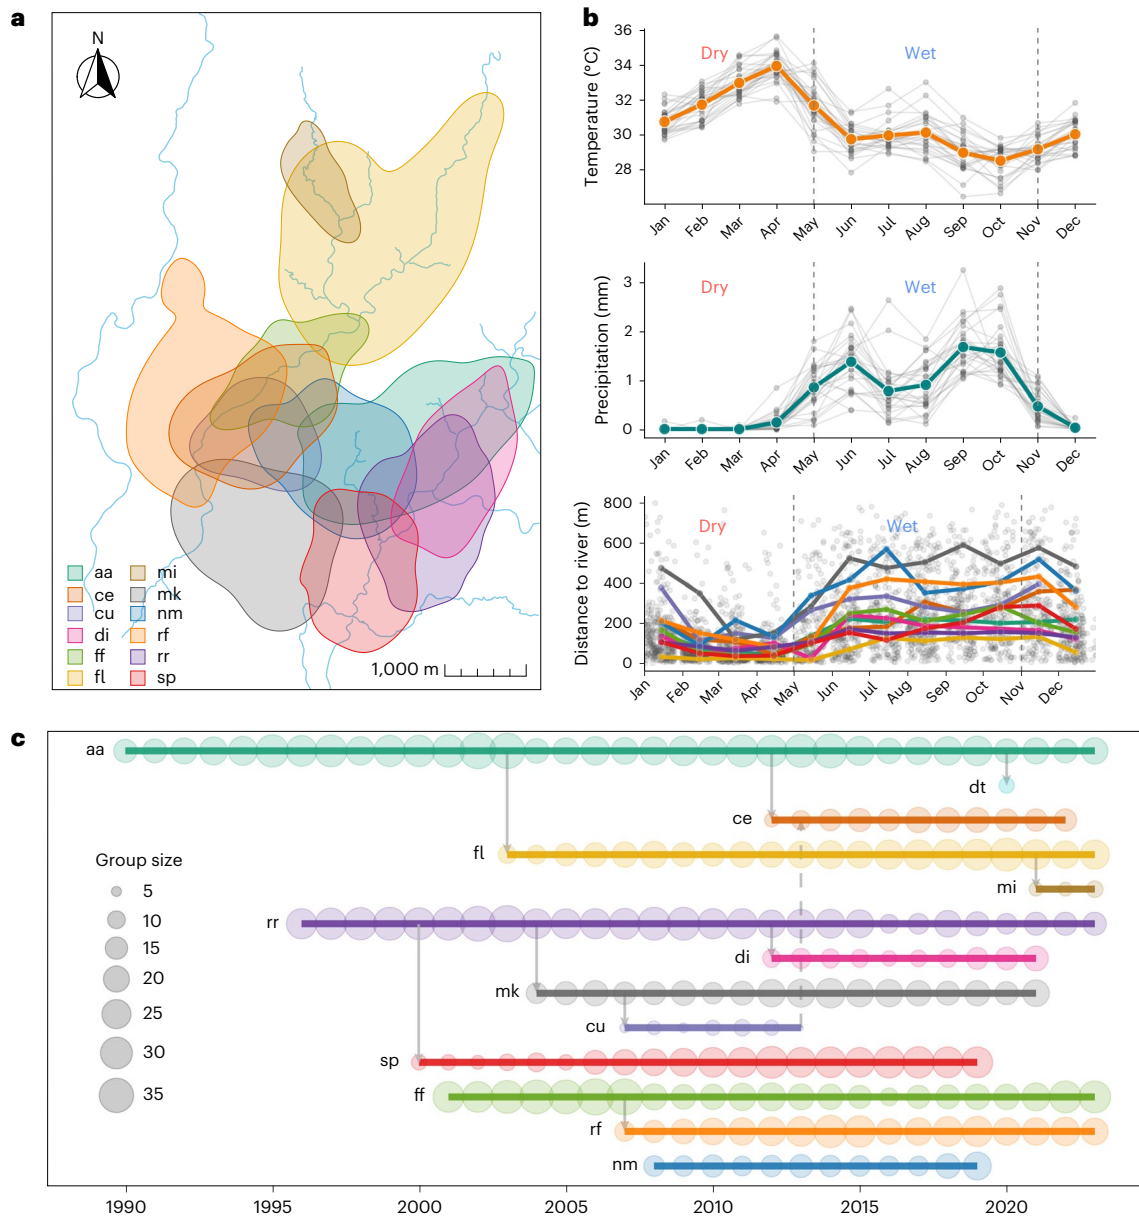 a
N
aa mi
ce mk
cu nm
di rf
ff rr
fl sp
1,000 m
b
Temperature (°C)
36
34
32
30
28
Dry
Wet
Jan Feb Mar Apr May Jun Jul Aug Sep Oct Nov Dec
Precipitation (mm)
3
2
1
0
Dry
Wet
Jan Feb Mar Apr May Jun Jul Aug Sep Oct Nov Dec
Distance to river (m)
800
600
400
200
0
Dry
Wet
Jan Feb Mar Apr May Jun Jul Aug Sep Oct Nov Dec
c
aa
dt
ce
fl
mi
rr
di
mk
cu
sp
ff
rf
nm
Group size
5
10
15
20
25
30
35
1990 1995 2000 2005 2010 2015 2020